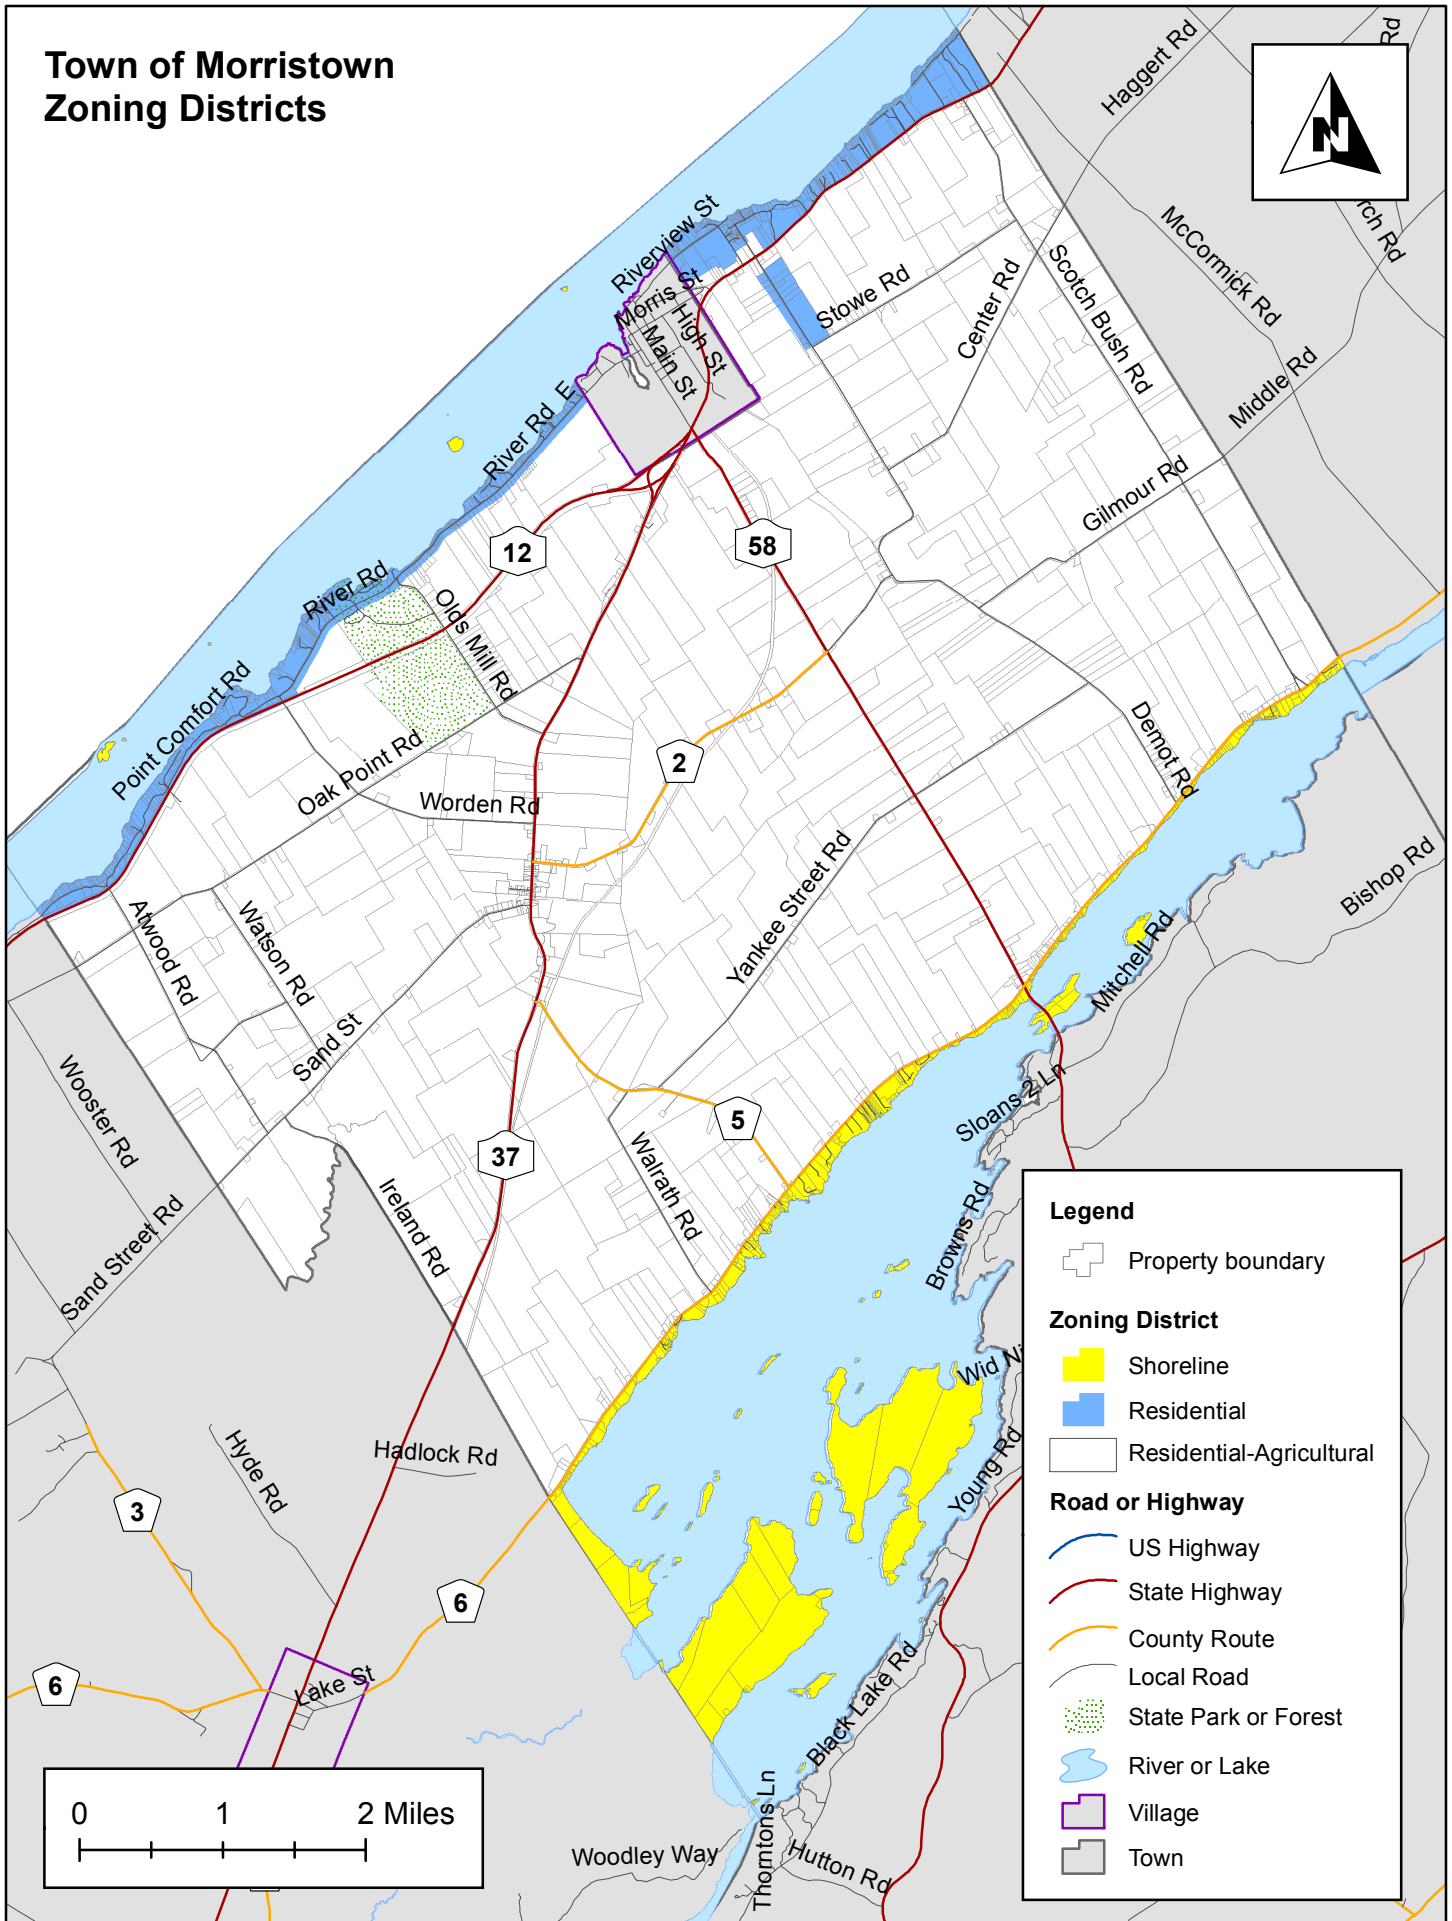 Town of Morristown
Zoning Districts
N
Haggert Rd
Rd
rch Rd
McCormick Rd
Middle Rd
Scotch Bush Rd
Center Rd
Stowe Rd
Gilmour Rd
Riverview St
Morris St
High St
Main St
River Rd E
River Rd
12
58
Olds Mill Rd
Point Comfort Rd
Oak Point Rd
Worden Rd
2
Demot Rd
Yankee Street Rd
Bishop Rd
Mitchell Rd
Atwood Rd
Watson Rd
Sand St
Wooster Rd
Sand Street Rd
Ireland Rd
37
5
Walrath Rd
Sloans 2 Ln
Browns Rd
Wid Ni
Young Rd
Hadlock Rd
Hyde Rd
3
6
6
Lake St
Black Lake Rd
Thorntons Ln
Woodley Way
Hutton Rd
0 1 2 Miles
Legend
Property boundary
Zoning District
Shoreline
Residential
Residential-Agricultural
Road or Highway
US Highway
State Highway
County Route
Local Road
State Park or Forest
River or Lake
Village
Town